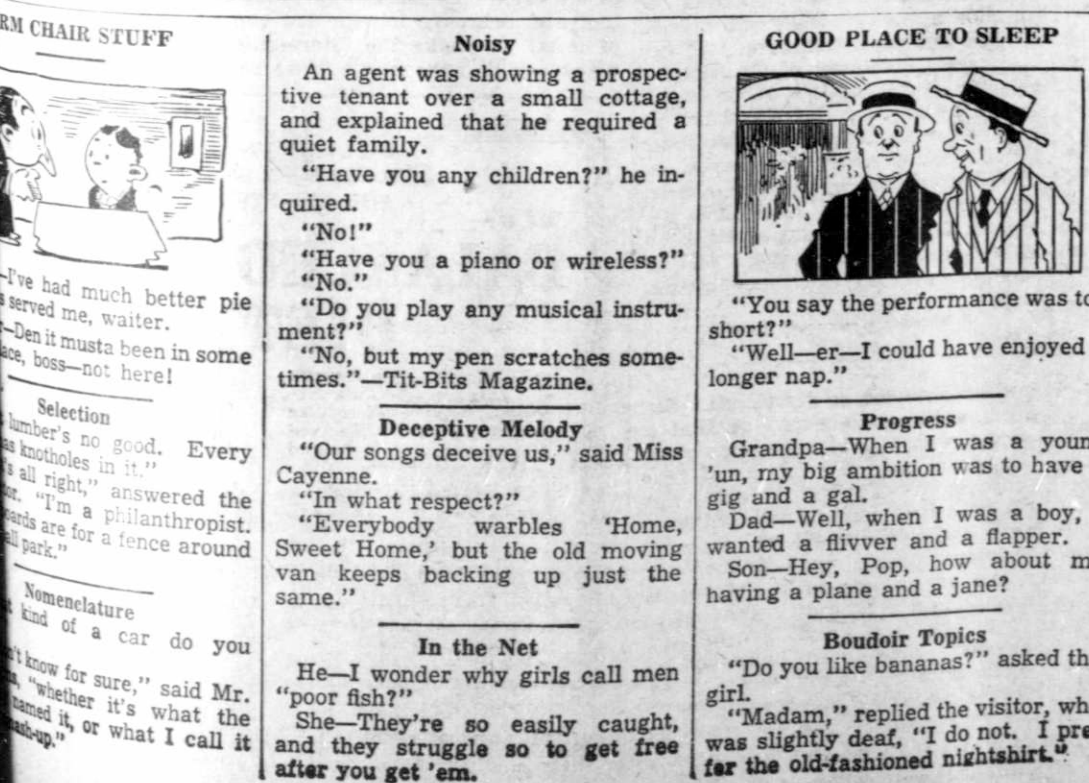 RM CHAIR STUFF
—I've had much better pie
served me, waiter.
—Den it musta been in some
ace, boss—not here!
Selection
lumber's no good. Every
as knotholes in it."
's all right," answered the
or. "I'm a philanthropist.
oards are for a fence around
all park."
Nomenclature
kind of a car do you
n't know for sure," said Mr.
"whether it's what the
named it, or what I call it
ash-up."
Noisy
An agent was showing a prospec-
tive tenant over a small cottage,
and explained that he required a
quiet family.
"Have you any children?" he in-
quired.
"No!"
"Have you a piano or wireless?"
"No."
"Do you play any musical instru-
ment?"
"No, but my pen scratches some-
times."—Tit-Bits Magazine.
Deceptive Melody
"Our songs deceive us," said Miss
Cayenne.
"In what respect?"
"Everybody warbles 'Home,
Sweet Home,' but the old moving
van keeps backing up just the
same."
In the Net
He—I wonder why girls call men
"poor fish?"
She—They're so easily caught,
and they struggle so to get free
after you get 'em.
GOOD PLACE TO SLEEP
"You say the performance was to
short?"
"Well—er—I could have enjoyed
longer nap."
Progress
Grandpa—When I was a youn
'un, my big ambition was to have
gig and a gal.
Dad—Well, when I was a boy,
wanted a flivver and a flapper.
Son—Hey, Pop, how about m
having a plane and a jane?
Boudoir Topics
"Do you like bananas?" asked th
girl.
"Madam," replied the visitor, wh
was slightly deaf, "I do not. I pre
fer the old-fashioned nightshirt."